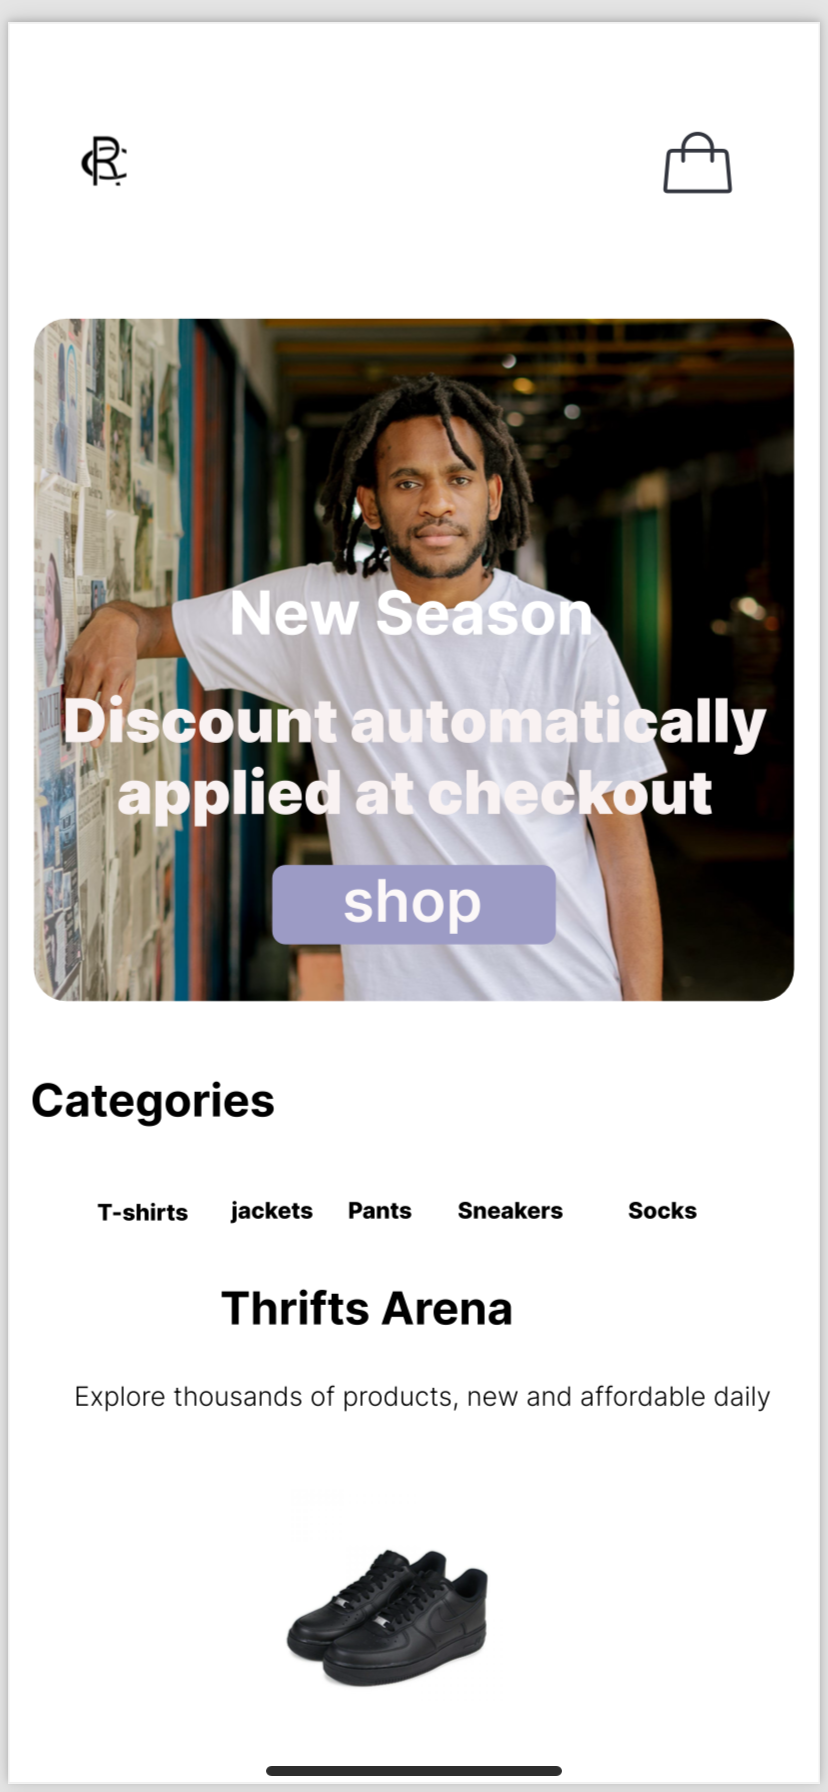 New Season
Discount automatically
applied at checkout
shop
Categories
T-shirts jackets Pants Sneakers Socks
Thrifts Arena
Explore thousands of products, new and affordable daily